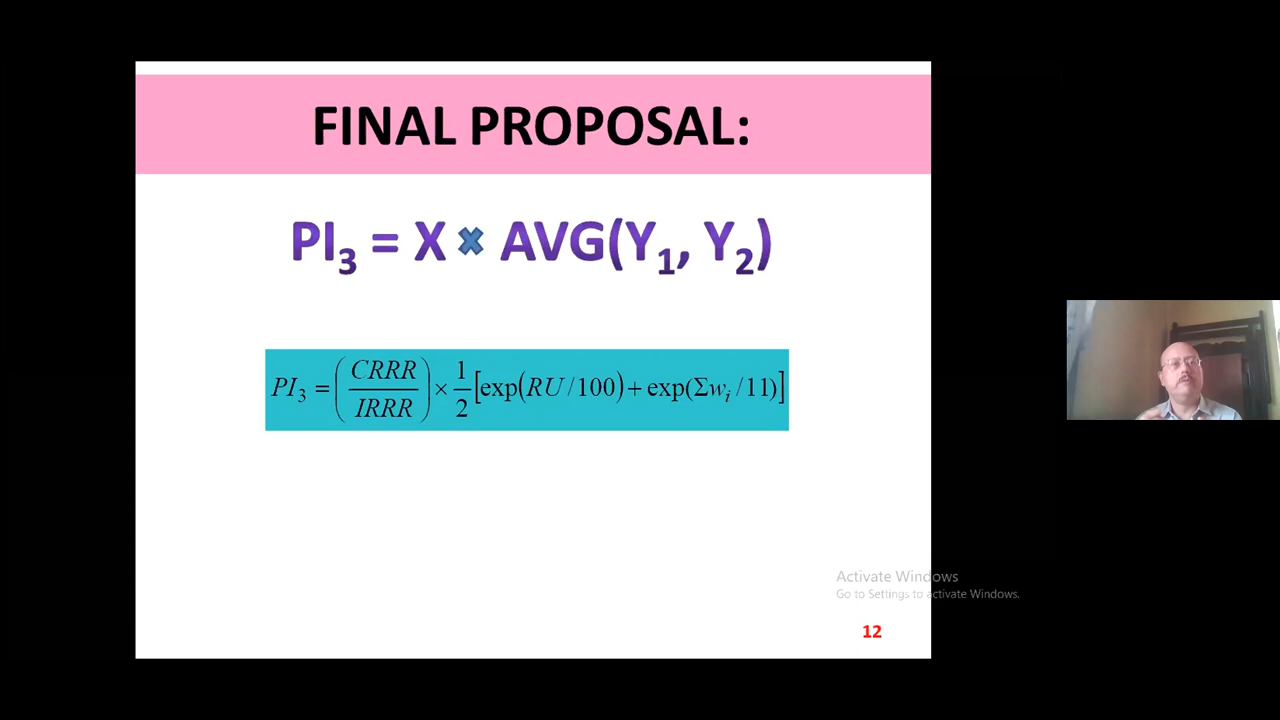 FINAL PROPOSAL:
PI₃ = X × AVG(Y₁, Y₂)
PI₃ = (CRRR / IRRR) × 1/2 [exp(RU/100) + exp(Σwᵢ/11)]
Activate Windows
Go to Settings to activate Windows.
12